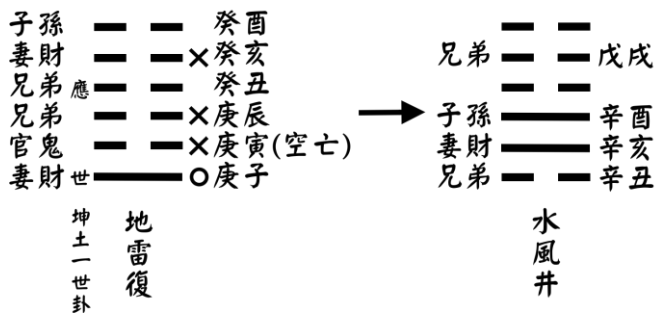 子孫 癸酉
妻財 ×癸亥 兄弟 戊戌
兄弟 應 癸丑
兄弟 ×庚辰 子孫 辛酉
官鬼 ×庚寅(空亡) 妻財 辛亥
妻財 世 ○庚子 兄弟 辛丑
坤土一世卦
地雷復
水風井